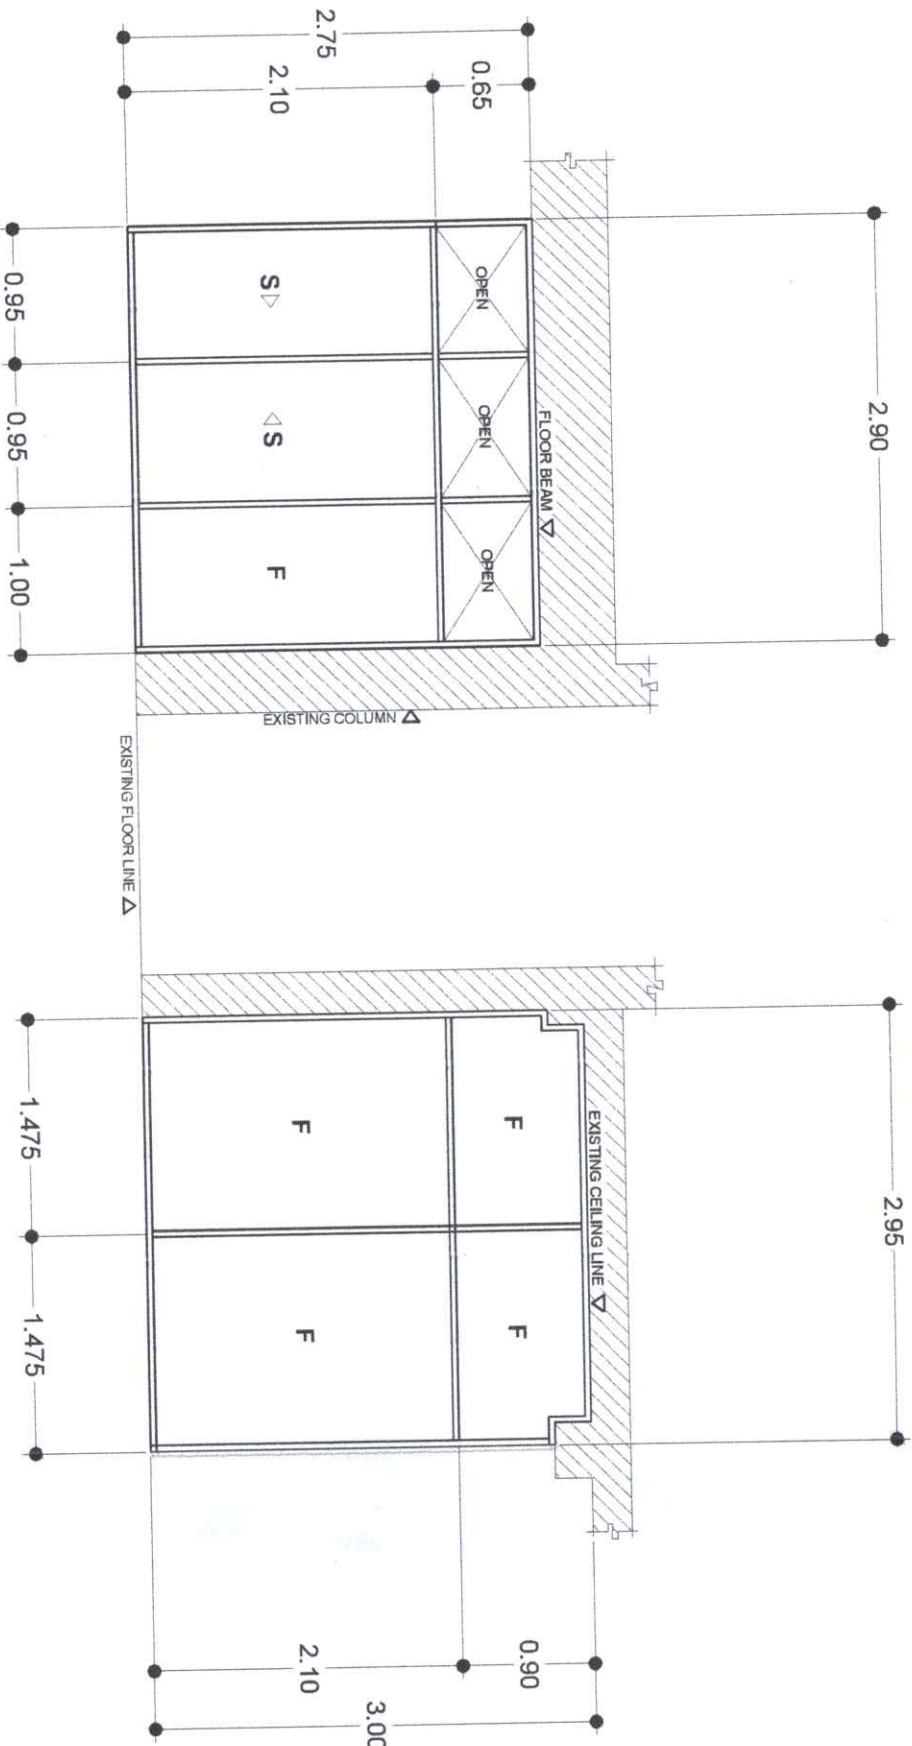 2.90
2.95
EXISTING CEILING LINE
FLOOR BEAM
0.65
OPEN
OPEN
OPEN
F
F
0.90
2.75
2.10
EXISTING COLUMN
S
S
F
F
F
2.10
3.00
EXISTING FLOOR LINE
0.95
0.95
1.00
1.475
1.475